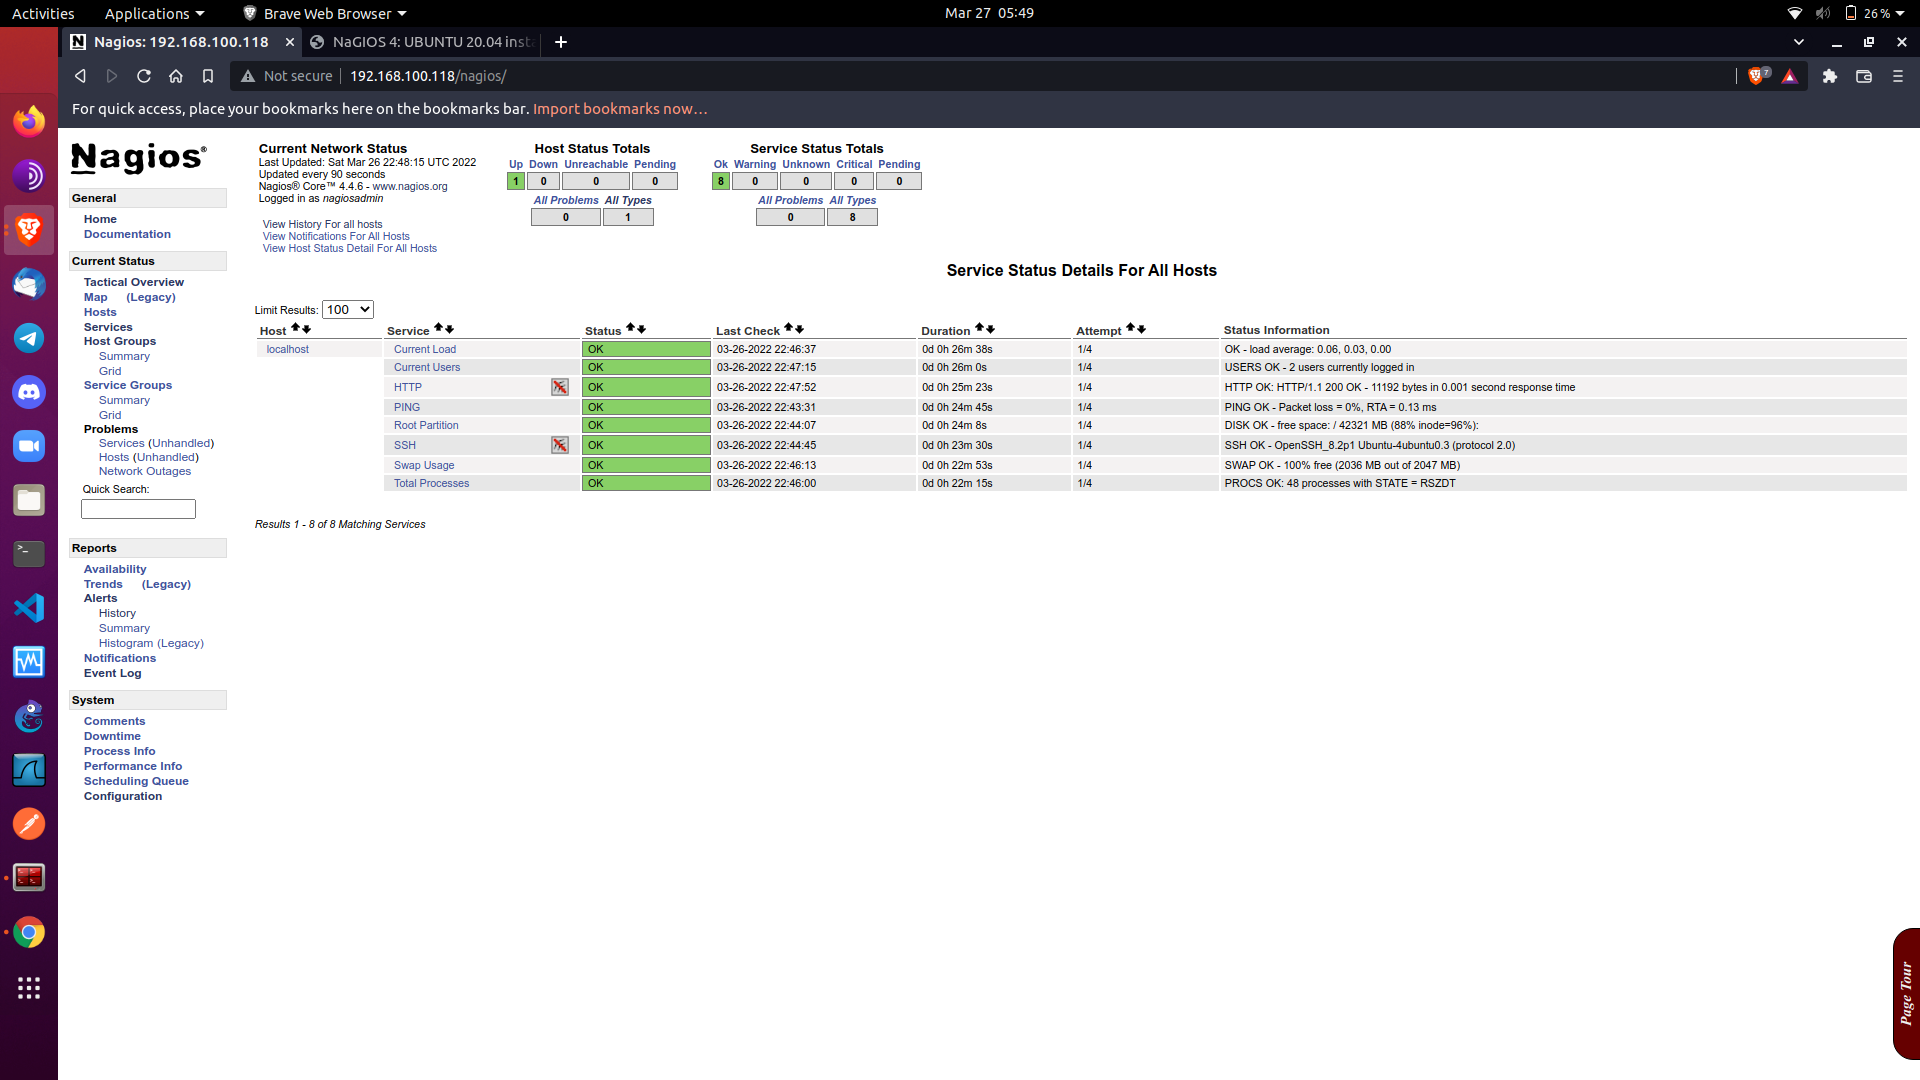 Activities Applications Brave Web Browser Mar 27 05:49 26 %
Nagios: 192.168.100.118 NaGIOS 4: UBUNTU 20.04 inst
Not secure 192.168.100.118/nagios/ 7
For quick access, place your bookmarks here on the bookmarks bar. Import bookmarks now…
Nagios®
General
Home
Documentation
Current Status
Tactical Overview
Map (Legacy)
Hosts
Services
Host Groups
Summary
Grid
Service Groups
Summary
Grid
Problems
Services (Unhandled)
Hosts (Unhandled)
Network Outages
Quick Search:
Reports
Availability
Trends (Legacy)
Alerts
History
Summary
Histogram (Legacy)
Notifications
Event Log
System
Comments
Downtime
Process Info
Performance Info
Scheduling Queue
Configuration
Current Network Status
Last Updated: Sat Mar 26 22:48:15 UTC 2022
Updated every 90 seconds
Nagios® Core™ 4.4.6 - www.nagios.org
Logged in as nagiosadmin
View History For all hosts
View Notifications For All Hosts
View Host Status Detail For All Hosts
Host Status Totals
Up Down Unreachable Pending
1 0 0 0
All Problems All Types
0 1
Service Status Totals
Ok Warning Unknown Critical Pending
8 0 0 0 0
All Problems All Types
0 8
Service Status Details For All Hosts
Limit Results: 100
Host Service Status Last Check Duration Attempt Status Information
localhost Current Load OK 03-26-2022 22:46:37 0d 0h 26m 38s 1/4 OK - load average: 0.06, 0.03, 0.00
Current Users OK 03-26-2022 22:47:15 0d 0h 26m 0s 1/4 USERS OK - 2 users currently logged in
HTTP OK 03-26-2022 22:47:52 0d 0h 25m 23s 1/4 HTTP OK: HTTP/1.1 200 OK - 11192 bytes in 0.001 second response time
PING OK 03-26-2022 22:43:31 0d 0h 24m 45s 1/4 PING OK - Packet loss = 0%, RTA = 0.13 ms
Root Partition OK 03-26-2022 22:44:07 0d 0h 24m 8s 1/4 DISK OK - free space: / 42321 MB (88% inode=96%):
SSH OK 03-26-2022 22:44:45 0d 0h 23m 30s 1/4 SSH OK - OpenSSH_8.2p1 Ubuntu-4ubuntu0.3 (protocol 2.0)
Swap Usage OK 03-26-2022 22:46:13 0d 0h 22m 53s 1/4 SWAP OK - 100% free (2036 MB out of 2047 MB)
Total Processes OK 03-26-2022 22:46:00 0d 0h 22m 15s 1/4 PROCS OK: 48 processes with STATE = RSZDT
Results 1 - 8 of 8 Matching Services
Page Tour